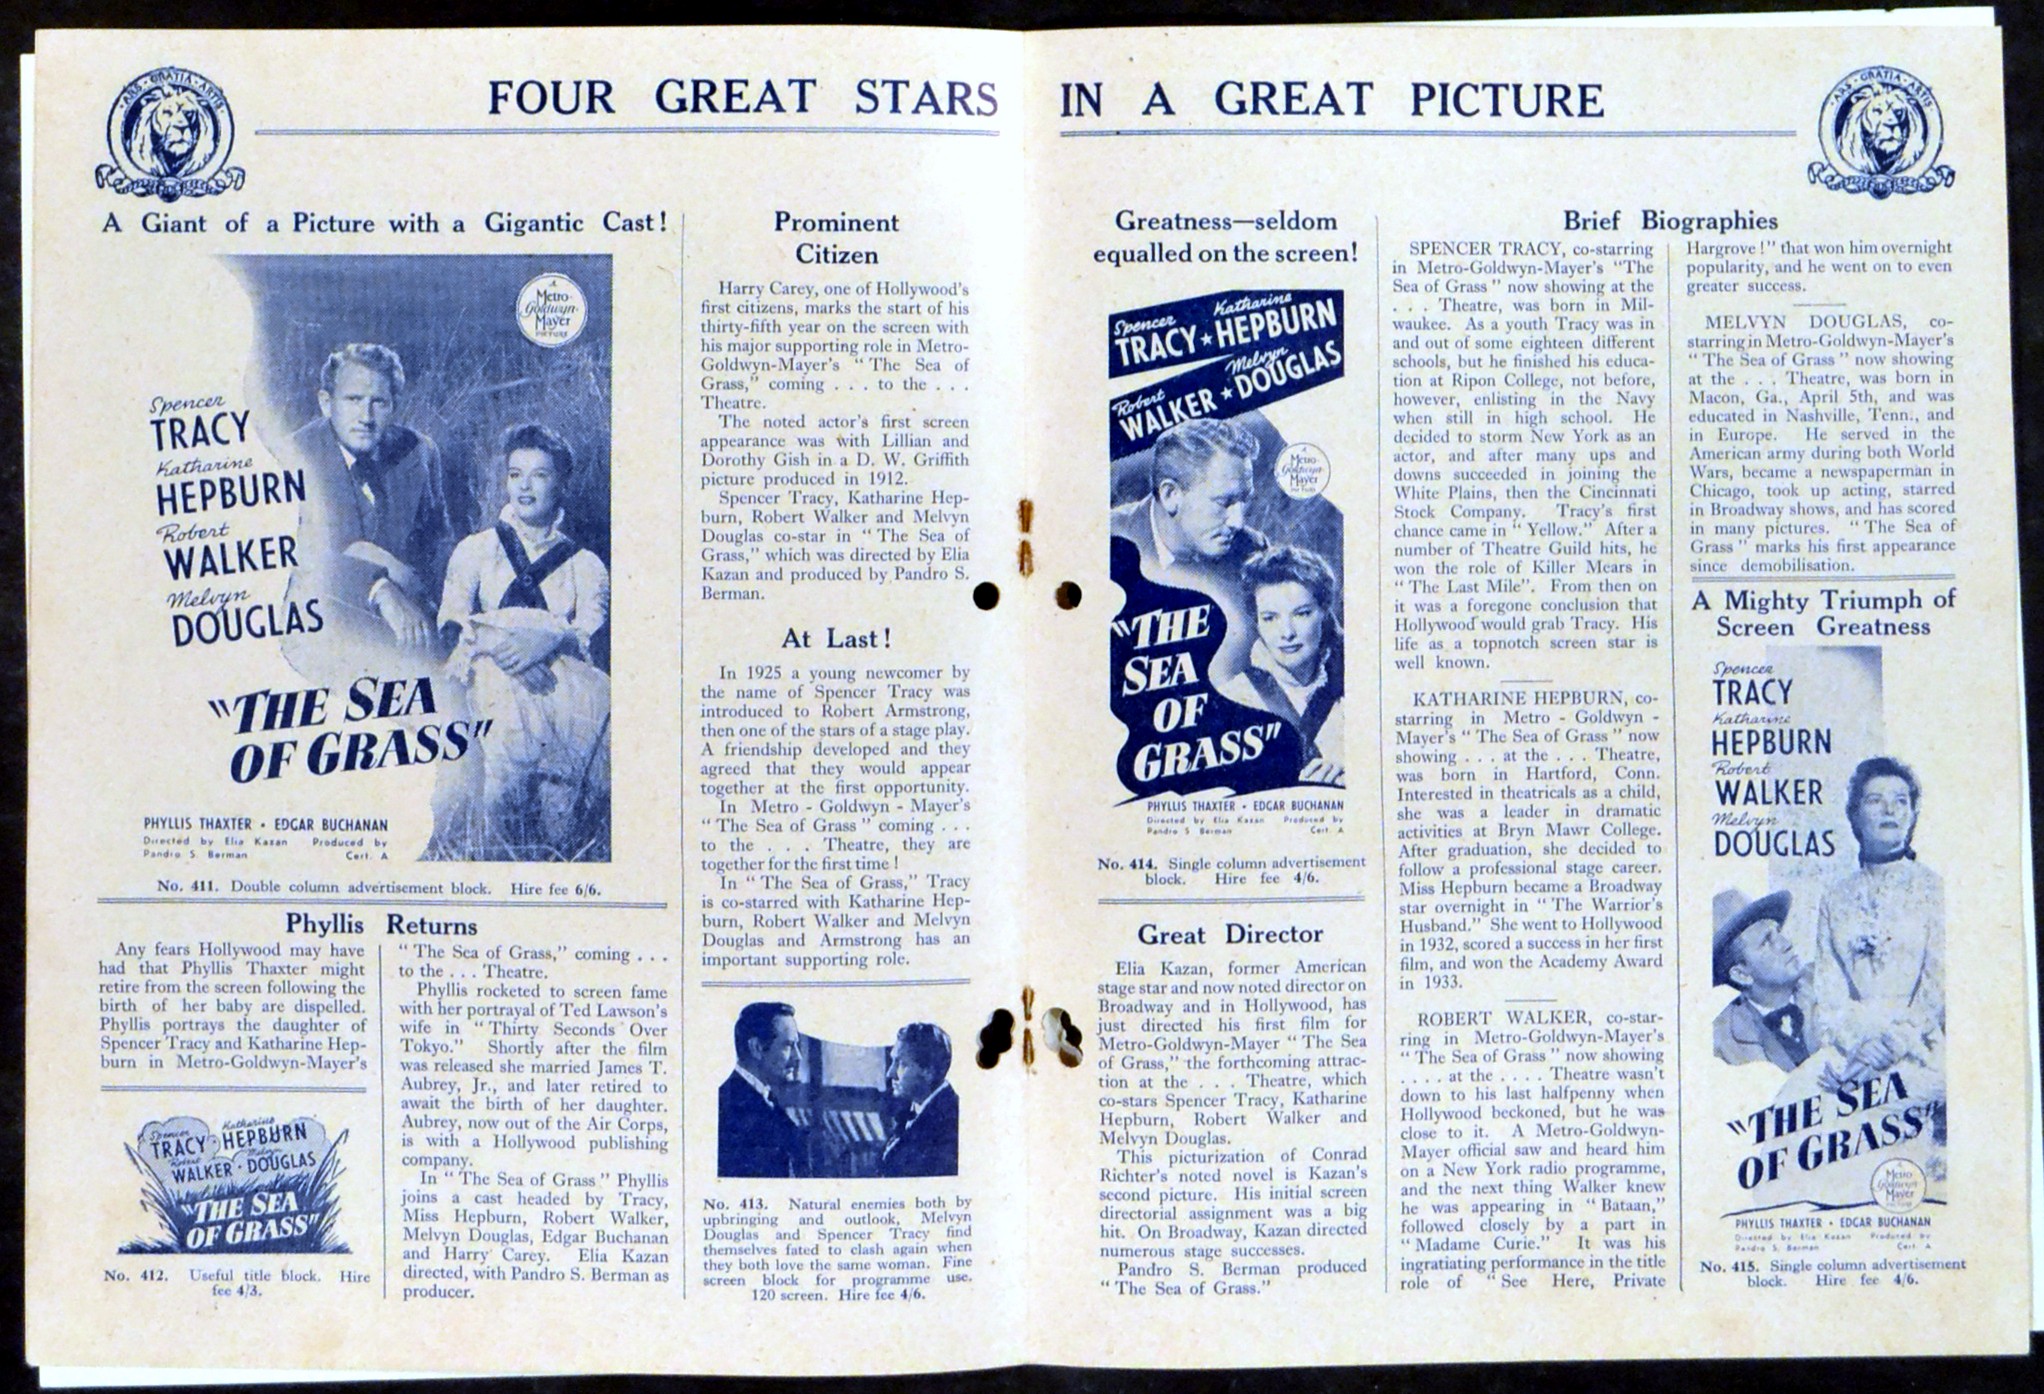 ARS · GRATIA · ARTIS
FOUR GREAT STARS IN A GREAT PICTURE
ARS · GRATIA · ARTIS
A Giant of a Picture with a Gigantic Cast!
A
Metro-
Goldwyn-
Mayer
PICTURE
Spencer
TRACY
Katharine
HEPBURN
Robert
WALKER
Melvyn
DOUGLAS
"THE SEA
OF GRASS"
PHYLLIS THAXTER • EDGAR BUCHANAN
Directed by Elia Kazan Produced by
Pandro S. Berman Cert. A
No. 411. Double column advertisement block. Hire fee 6/6.
Phyllis Returns
Any fears Hollywood may have
had that Phyllis Thaxter might
retire from the screen following the
birth of her baby are dispelled.
Phyllis portrays the daughter of
Spencer Tracy and Katharine Hep-
burn in Metro-Goldwyn-Mayer's
Spencer
TRACY
Katharine
HEPBURN
Robert
WALKER •
Melvyn
DOUGLAS
"THE SEA
OF GRASS"
No. 412. Useful title block. Hire
fee 4/3.
" The Sea of Grass," coming . . .
to the . . . Theatre.
Phyllis rocketed to screen fame
with her portrayal of Ted Lawson's
wife in " Thirty Seconds Over
Tokyo." Shortly after the film
was released she married James T.
Aubrey, Jr., and later retired to
await the birth of her daughter.
Aubrey, now out of the Air Corps,
is with a Hollywood publishing
company.
In " The Sea of Grass " Phyllis
joins a cast headed by Tracy,
Miss Hepburn, Robert Walker,
Melvyn Douglas, Edgar Buchanan
and Harry Carey. Elia Kazan
directed, with Pandro S. Berman as
producer.
Prominent
Citizen
Harry Carey, one of Hollywood's
first citizens, marks the start of his
thirty-fifth year on the screen with
his major supporting role in Metro-
Goldwyn-Mayer's " The Sea of
Grass," coming . . . to the . . .
Theatre.
The noted actor's first screen
appearance was with Lillian and
Dorothy Gish in a D. W. Griffith
picture produced in 1912.
Spencer Tracy, Katharine Hep-
burn, Robert Walker and Melvyn
Douglas co-star in " The Sea of
Grass," which was directed by Elia
Kazan and produced by Pandro S.
Berman.
At Last!
In 1925 a young newcomer by
the name of Spencer Tracy was
introduced to Robert Armstrong,
then one of the stars of a stage play.
A friendship developed and they
agreed that they would appear
together at the first opportunity.
In Metro - Goldwyn - Mayer's
" The Sea of Grass " coming . . .
to the . . . Theatre, they are
together for the first time !
In " The Sea of Grass," Tracy
is co-starred with Katharine Hep-
burn, Robert Walker and Melvyn
Douglas and Armstrong has an
important supporting role.
No. 413. Natural enemies both by
upbringing and outlook, Melvyn
Douglas and Spencer Tracy find
themselves fated to clash again when
they both love the same woman. Fine
screen block for programme use.
120 screen. Hire fee 4/6.
Greatness—seldom
equalled on the screen!
Spencer
TRACY ★
Katharine
HEPBURN
Robert
WALKER ★
Melvyn
DOUGLAS
A
Metro-
Goldwyn-
Mayer
PICTURE
"THE
SEA
OF
GRASS"
PHYLLIS THAXTER • EDGAR BUCHANAN
Directed by Elia Kazan Produced by
Pandro S. Berman Cert. A
No. 414. Single column advertisement
block. Hire fee 4/6.
Great Director
Elia Kazan, former American
stage star and now noted director on
Broadway and in Hollywood, has
just directed his first film for
Metro-Goldwyn-Mayer " The Sea
of Grass," the forthcoming attrac-
tion at the . . . Theatre, which
co-stars Spencer Tracy, Katharine
Hepburn, Robert Walker and
Melvyn Douglas.
This picturization of Conrad
Richter's noted novel is Kazan's
second picture. His initial screen
directorial assignment was a big
hit. On Broadway, Kazan directed
numerous stage successes.
Pandro S. Berman produced
" The Sea of Grass."
Brief Biographies
SPENCER TRACY, co-starring
in Metro-Goldwyn-Mayer's "The
Sea of Grass " now showing at the
. . . Theatre, was born in Mil-
waukee. As a youth Tracy was in
and out of some eighteen different
schools, but he finished his educa-
tion at Ripon College, not before,
however, enlisting in the Navy
when still in high school. He
decided to storm New York as an
actor, and after many ups and
downs succeeded in joining the
White Plains, then the Cincinnati
Stock Company. Tracy's first
chance came in " Yellow." After a
number of Theatre Guild hits, he
won the role of Killer Mears in
" The Last Mile". From then on
it was a foregone conclusion that
Hollywood would grab Tracy. His
life as a topnotch screen star is
well known.
KATHARINE HEPBURN, co-
starring in Metro - Goldwyn -
Mayer's " The Sea of Grass " now
showing . . . at the . . . Theatre,
was born in Hartford, Conn.
Interested in theatricals as a child,
she was a leader in dramatic
activities at Bryn Mawr College.
After graduation, she decided to
follow a professional stage career.
Miss Hepburn became a Broadway
star overnight in " The Warrior's
Husband." She went to Hollywood
in 1932, scored a success in her first
film, and won the Academy Award
in 1933.
ROBERT WALKER, co-star-
ring in Metro-Goldwyn-Mayer's
" The Sea of Grass " now showing
. . . . at the . . . . Theatre wasn't
down to his last halfpenny when
Hollywood beckoned, but he was
close to it. A Metro-Goldwyn-
Mayer official saw and heard him
on a New York radio programme,
and the next thing Walker knew
he was appearing in " Bataan,"
followed closely by a part in
" Madame Curie." It was his
ingratiating performance in the title
role of " See Here, Private
Hargrove ! " that won him overnight
popularity, and he went on to even
greater success.
MELVYN DOUGLAS, co-
starring in Metro-Goldwyn-Mayer's
" The Sea of Grass " now showing
at the . . . Theatre, was born in
Macon, Ga., April 5th, and was
educated in Nashville, Tenn., and
in Europe. He served in the
American army during both World
Wars, became a newspaperman in
Chicago, took up acting, starred
in Broadway shows, and has scored
in many pictures. " The Sea of
Grass " marks his first appearance
since demobilisation.
A Mighty Triumph of
Screen Greatness
Spencer
TRACY
Katharine
HEPBURN
Robert
WALKER
Melvyn
DOUGLAS
"THE SEA
OF GRASS"
A
Metro-
Goldwyn-
Mayer
PICTURE
PHYLLIS THAXTER • EDGAR BUCHANAN
Directed by Elia Kazan Produced by
Pandro S. Berman Cert. A
No. 415. Single column advertisement
block. Hire fee 4/6.